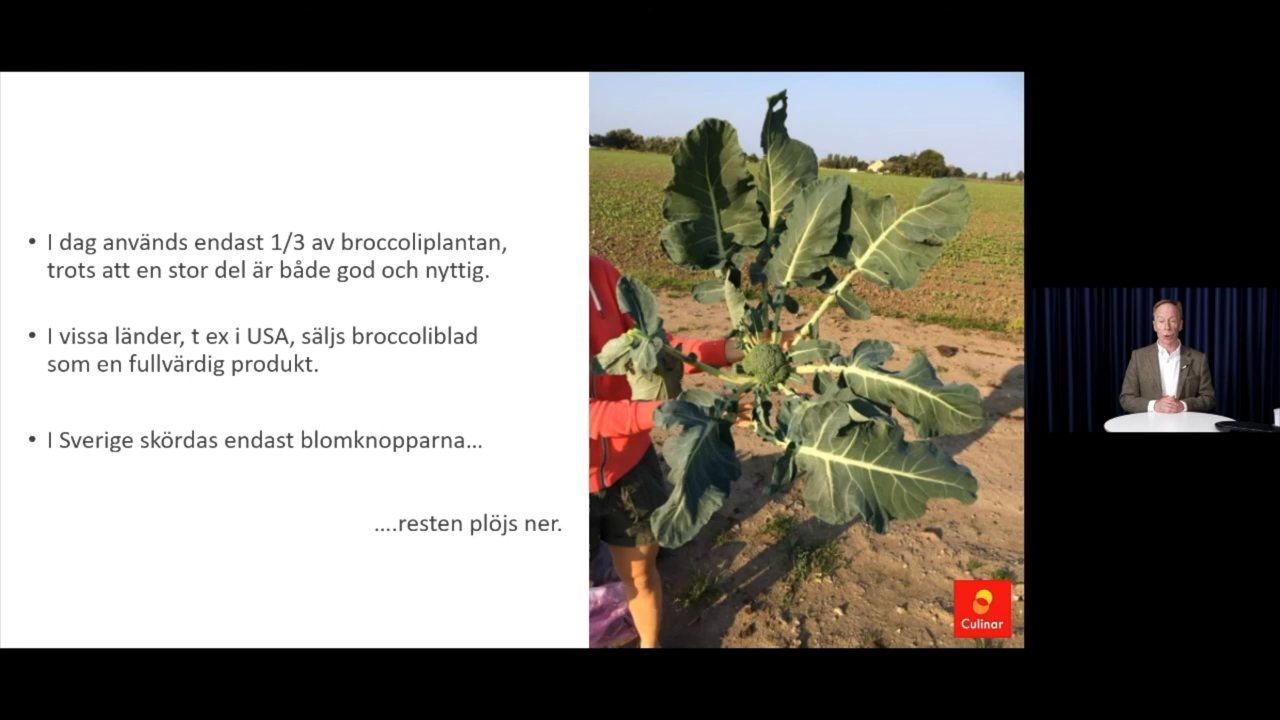 • I dag används endast 1/3 av broccoliplantan,
trots att en stor del är både god och nyttig.
• I vissa länder, t ex i USA, säljs broccoliblad
som en fullvärdig produkt.
• I Sverige skördas endast blomknopparna...
....resten plöjs ner.
Culinar